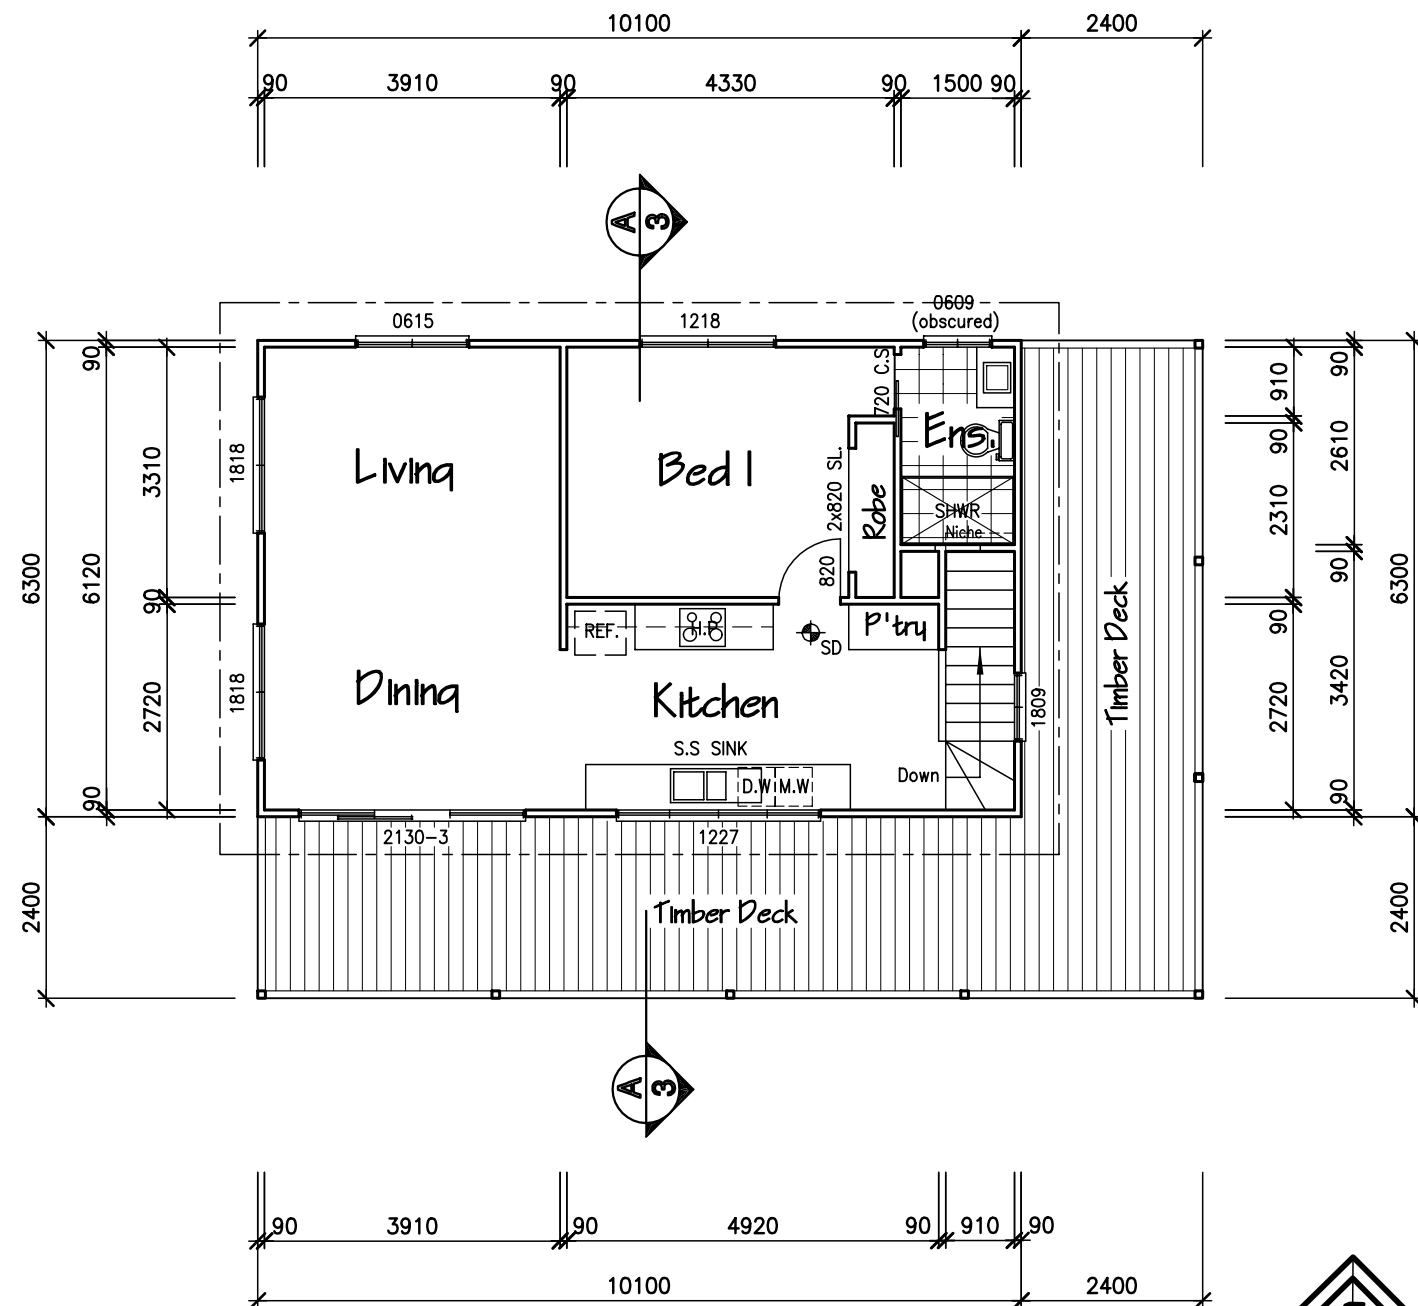 10100
2400
90
3910
90
4330
90
1500
90
A
3
0615
1218
0609
(obscured)
90
3310
90
2720
90
6120
6300
2400
1818
1818
Living
Bed 1
720 C.S
Ens.
2x820 SL.
Robe
SHWR
Niche
820
REF.
H.P
SD
P'try
Dining
Kitchen
S.S SINK
D.W
M.W
Down
1809
Timber Deck
2130-3
1227
Timber Deck
910
90
2310
90
2720
90
2610
90
3420
90
6300
2400
A
3
90
3910
90
4920
90
910
90
10100
2400